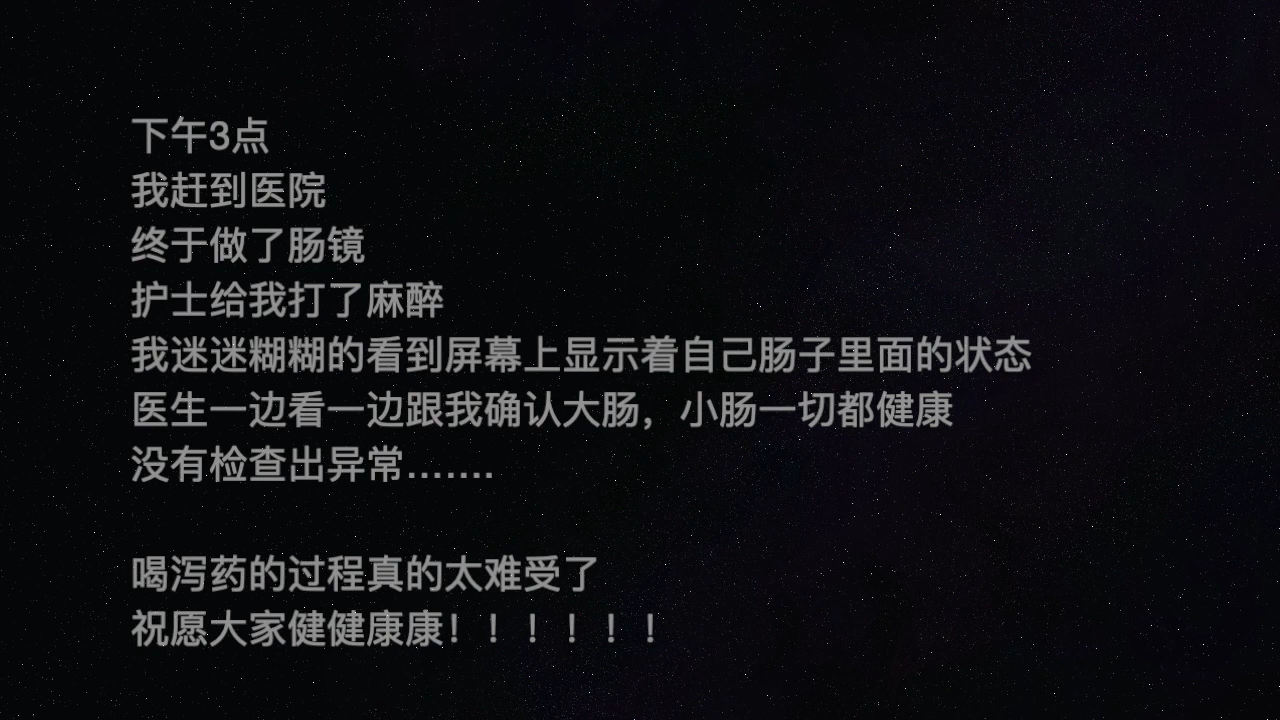 下午3点
我赶到医院
终于做了肠镜
护士给我打了麻醉
我迷迷糊糊的看到屏幕上显示着自己肠子里面的状态
医生一边看一边跟我确认大肠，小肠一切都健康
没有检查出异常.......
喝泻药的过程真的太难受了
祝愿大家健健康康！！！！！！